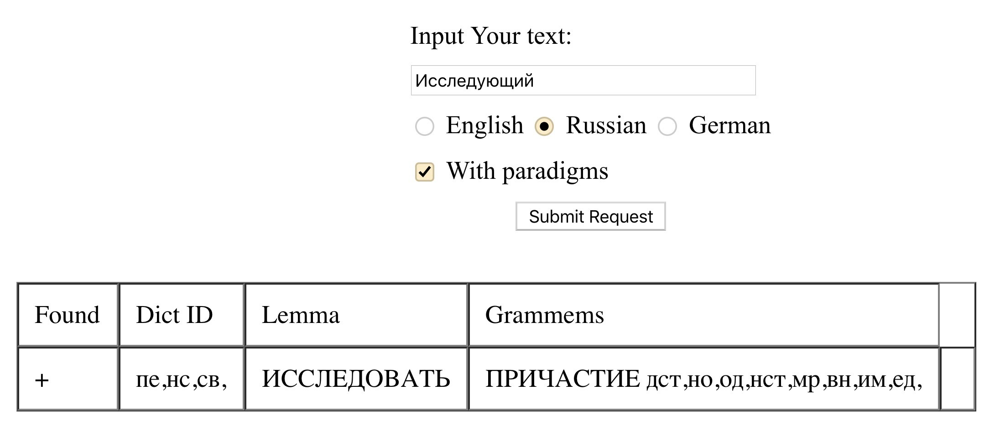 Input Your text:
Исследующий
English Russian German
With paradigms
Submit Request
Found Dict ID Lemma Grammems
+ пе,нс,св, ИССЛЕДОВАТЬ ПРИЧАСТИЕ дст,но,од,нст,мр,вн,им,ед,